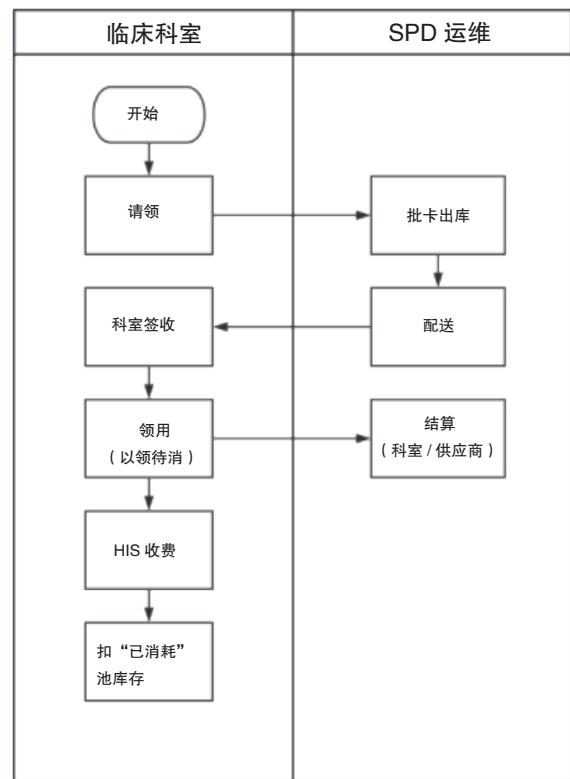 临床科室
SPD 运维
开始
请领
批卡出库
科室签收
配送
领用
（以领待消）
结算
（科室 / 供应商）
HIS 收费
扣“已消耗”
池库存